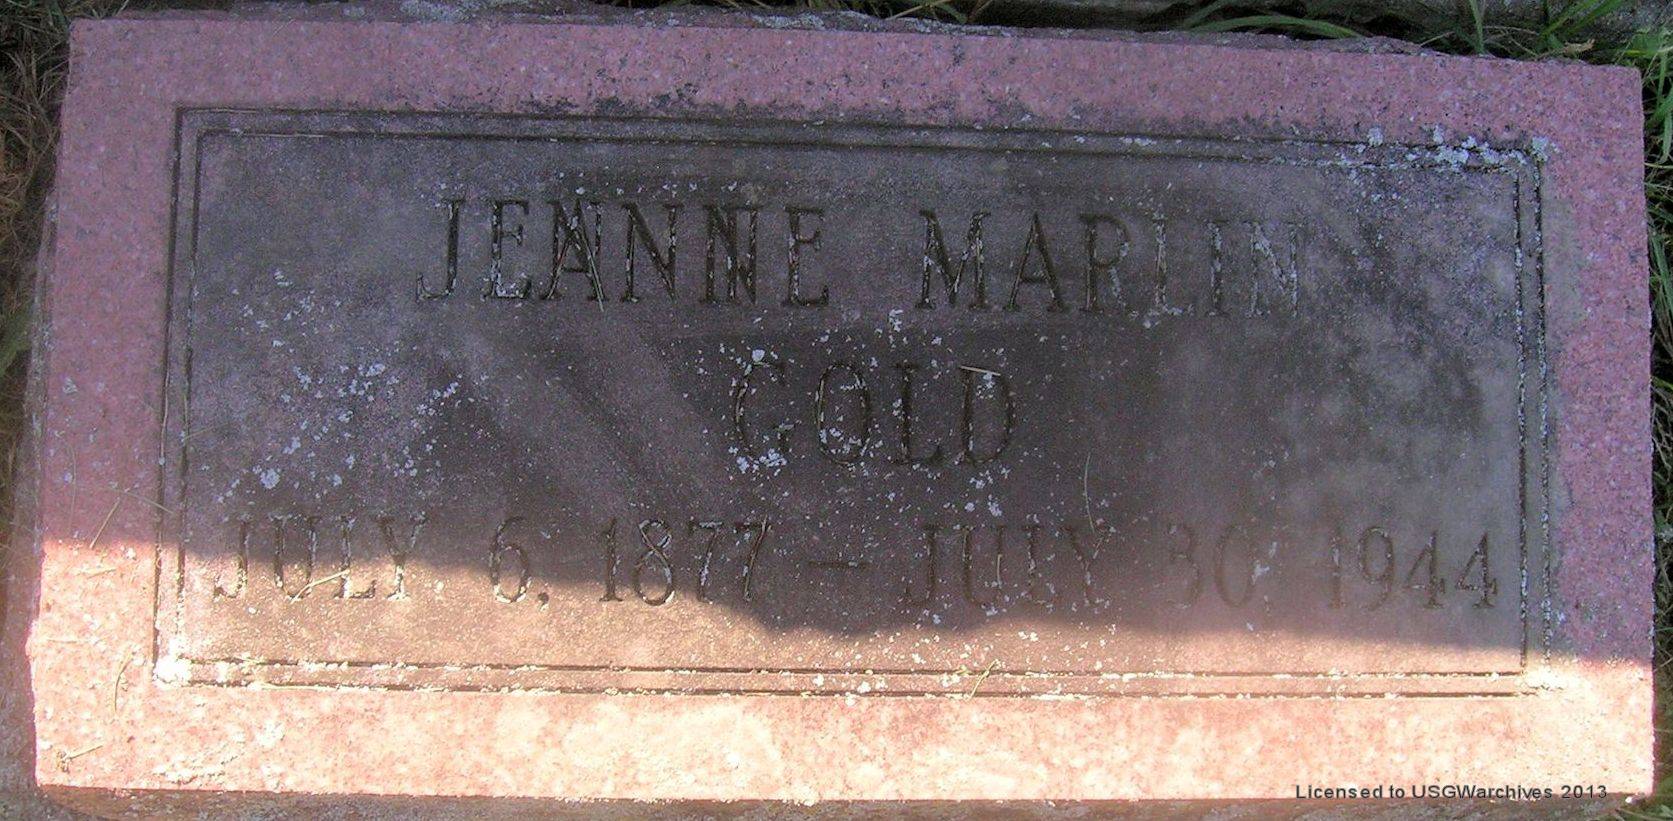 JEANNE MARLIN
GOLD
JULY 6, 1877 – JULY 30, 1944
Licensed to USGWarchives 2013